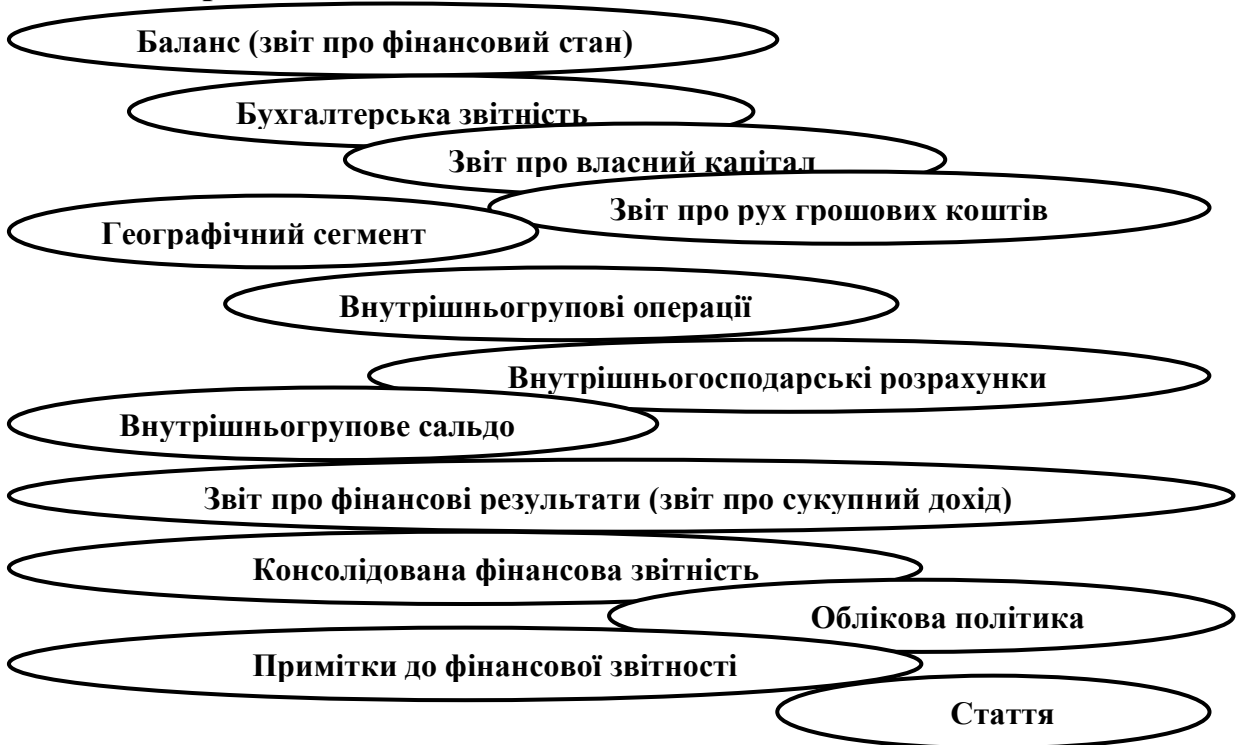 Баланс (звіт про фінансовий стан)
Бухгалтерська звітність
Звіт про власний капітал
Звіт про рух грошових коштів
Географічний сегмент
Внутрішньогрупові операції
Внутрішньогосподарські розрахунки
Внутрішньогрупове сальдо
Звіт про фінансові результати (звіт про сукупний дохід)
Консолідована фінансова звітність
Облікова політика
Примітки до фінансової звітності
Стаття